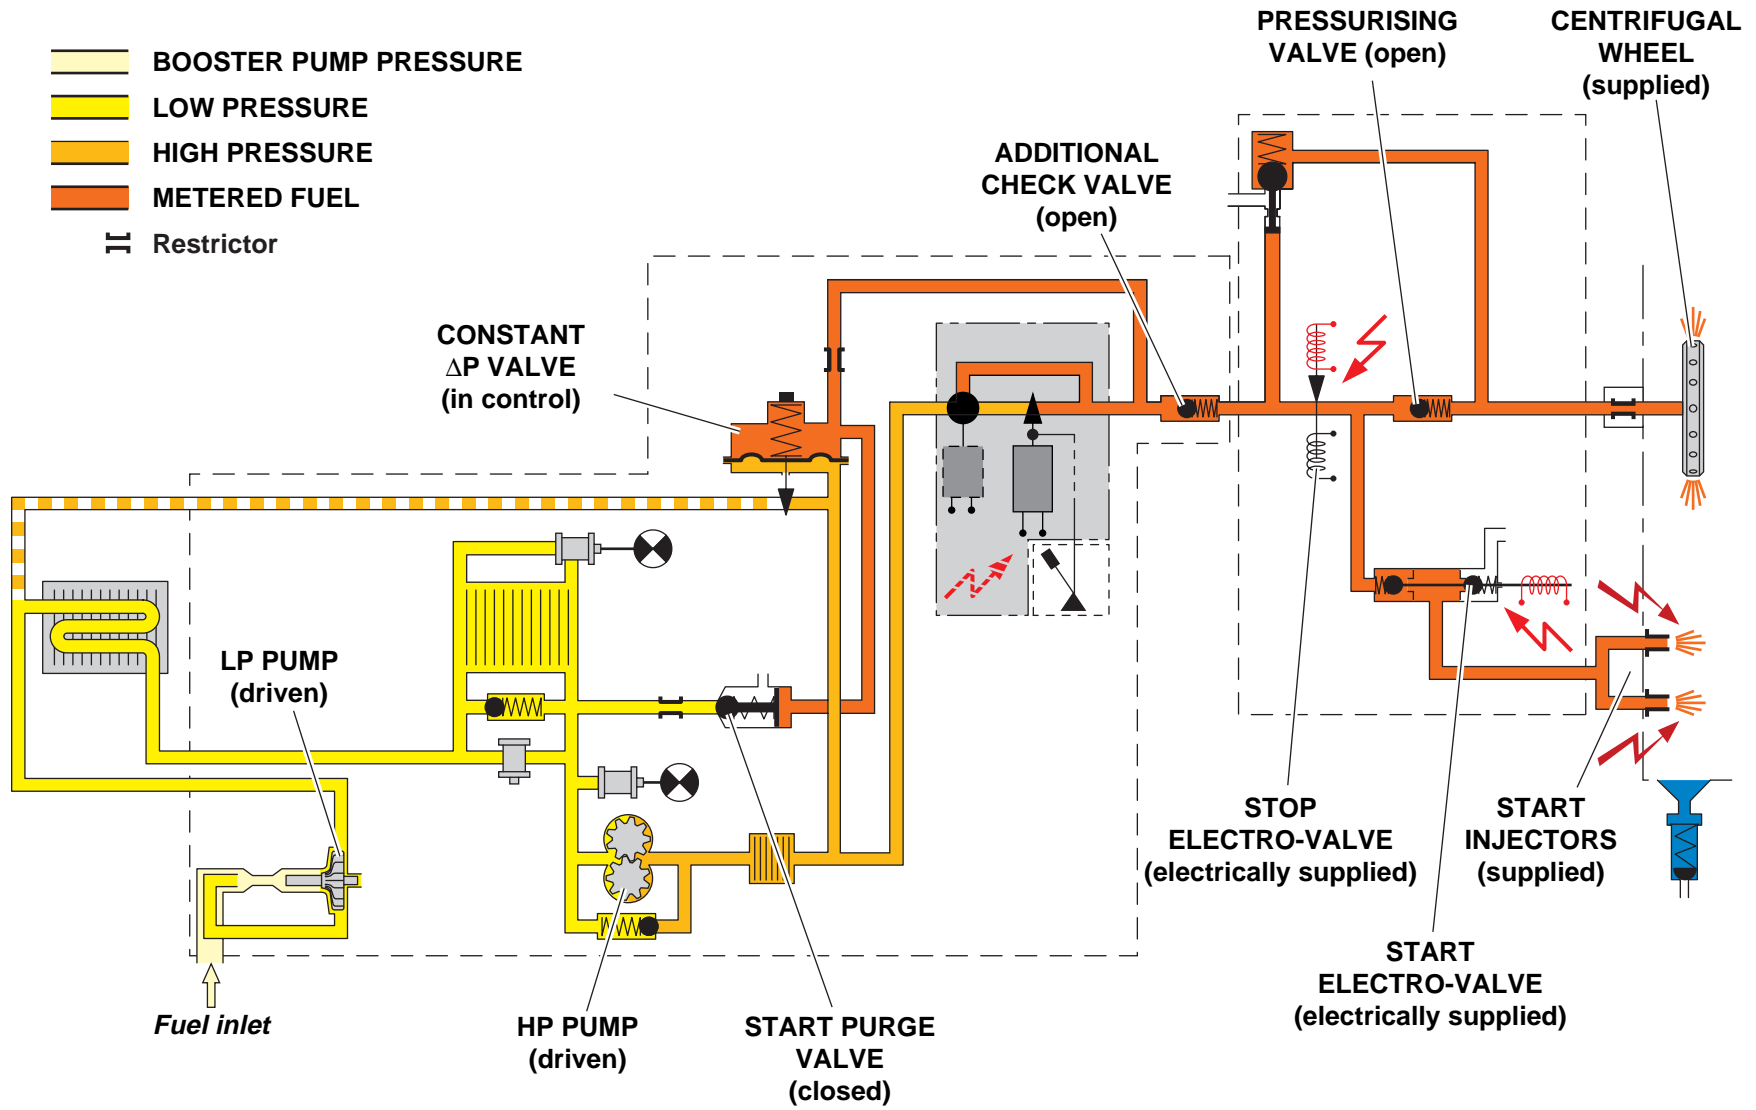 BOOSTER PUMP PRESSURE
LOW PRESSURE
HIGH PRESSURE
METERED FUEL
Restrictor
PRESSURISING
VALVE (open)
CENTRIFUGAL
WHEEL
(supplied)
ADDITIONAL
CHECK VALVE
(open)
CONSTANT
ΔP VALVE
(in control)
LP PUMP
(driven)
Fuel inlet
HP PUMP
(driven)
START PURGE
VALVE
(closed)
STOP
ELECTRO-VALVE
(electrically supplied)
START
INJECTORS
(supplied)
START
ELECTRO-VALVE
(electrically supplied)